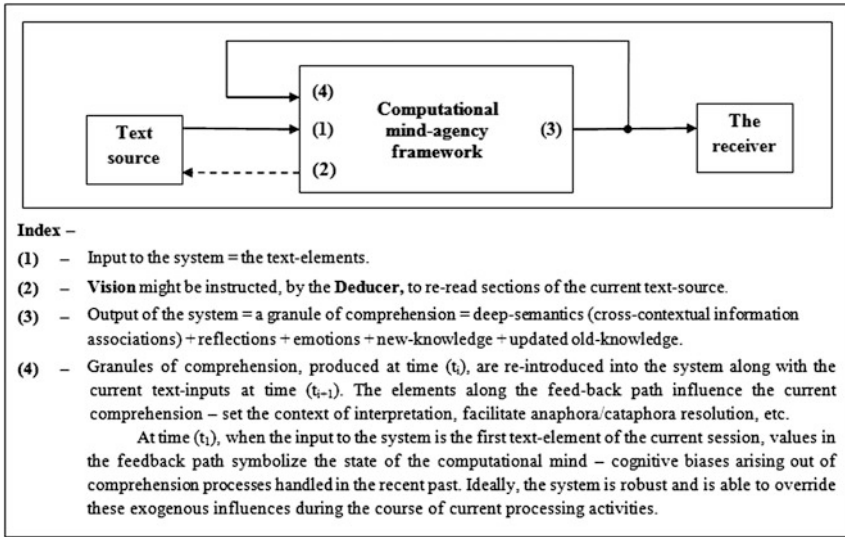 (4)
Computational
mind-agency
framework
Text
source
(1)
(3)
The
receiver
(2)
Index –
(1) – Input to the system = the text-elements.
(2) – Vision might be instructed, by the Deducer, to re-read sections of the current text-source.
(3) – Output of the system = a granule of comprehension = deep-semantics (cross-contextual information
associations) + reflections + emotions + new-knowledge + updated old-knowledge.
(4) – Granules of comprehension, produced at time (ti), are re-introduced into the system along with the
current text-inputs at time (ti+1). The elements along the feed-back path influence the current
comprehension – set the context of interpretation, facilitate anaphora/cataphora resolution, etc.
At time (t1), when the input to the system is the first text-element of the current session, values in
the feedback path symbolize the state of the computational mind – cognitive biases arising out of
comprehension processes handled in the recent past. Ideally, the system is robust and is able to override
these exogenous influences during the course of current processing activities.